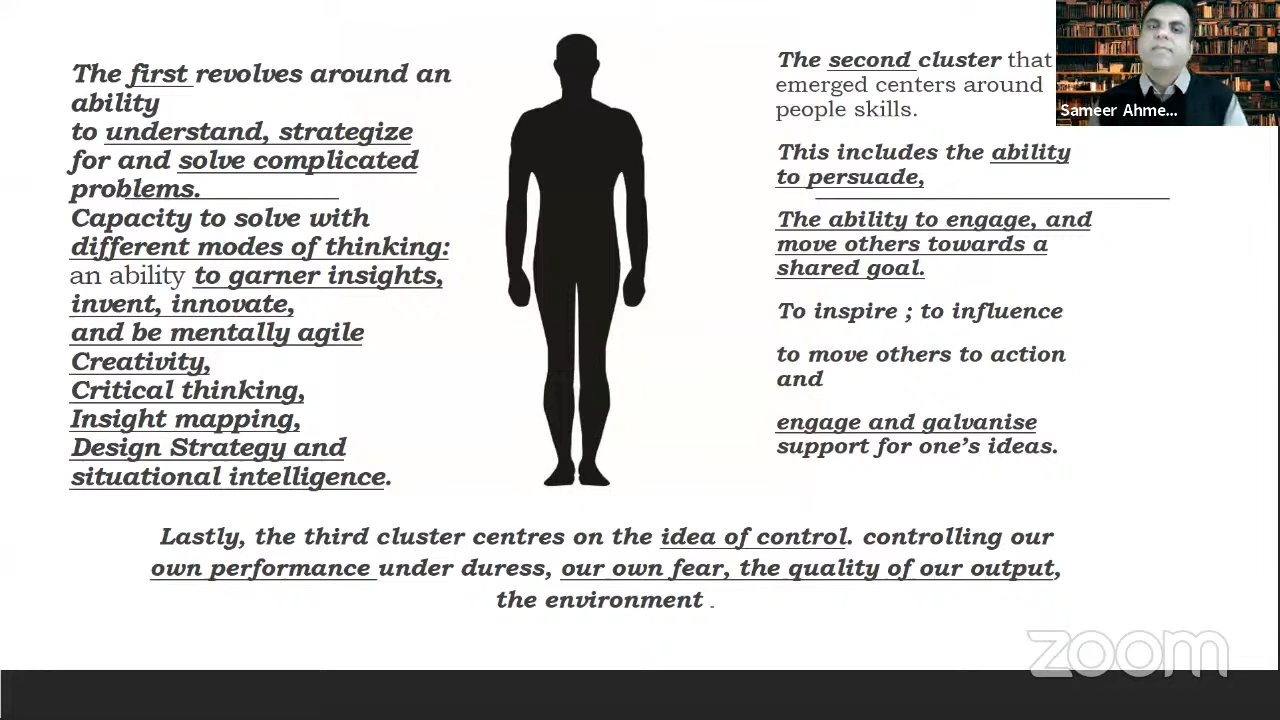 The first revolves around an
ability
to understand, strategize
for and solve complicated
problems.
Capacity to solve with
different modes of thinking:
an ability to garner insights,
invent, innovate,
and be mentally agile
Creativity,
Critical thinking,
Insight mapping,
Design Strategy and
situational intelligence.
The second cluster that
emerged centers around
people skills.
This includes the ability
to persuade,
The ability to engage, and
move others towards a
shared goal.
To inspire ; to influence
to move others to action
and
engage and galvanise
support for one’s ideas.
Sameer Ahme...
Lastly, the third cluster centres on the idea of control. controlling our
own performance under duress, our own fear, the quality of our output,
the environment .
zoom